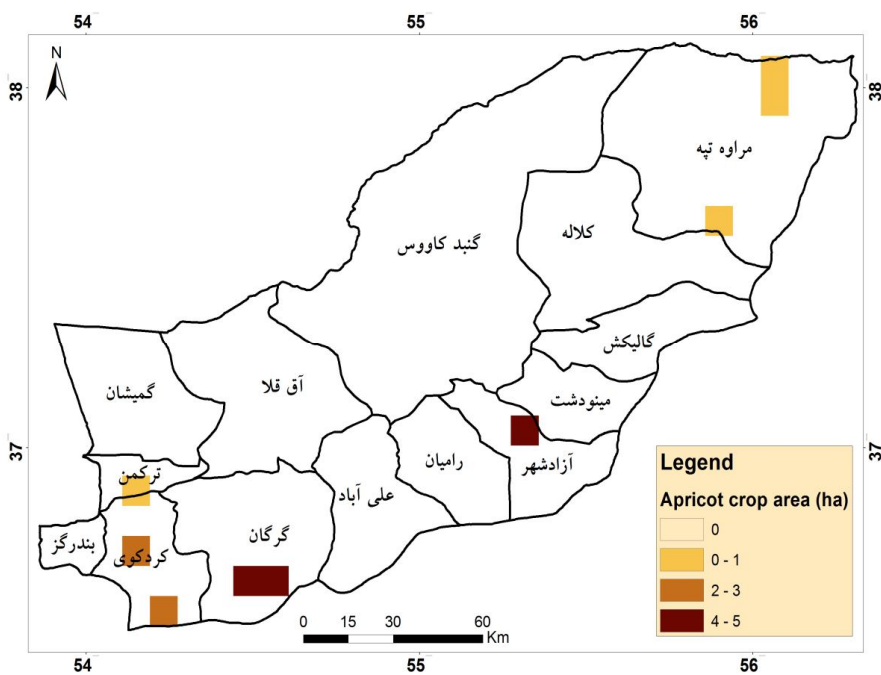 54
55
56
N
38
38
مراوه تپه
کلاله
گنبد کاووس
گالیکش
گمیشان
آق قلا
مینودشت
37
37
ترکمن
رامیان
آزادشهر
علی آباد
گرگان
بندرگز
کردکوی
Legend
Apricot crop area (ha)
0
0 - 1
2 - 3
4 - 5
0 15 30 60
Km
54
55
56